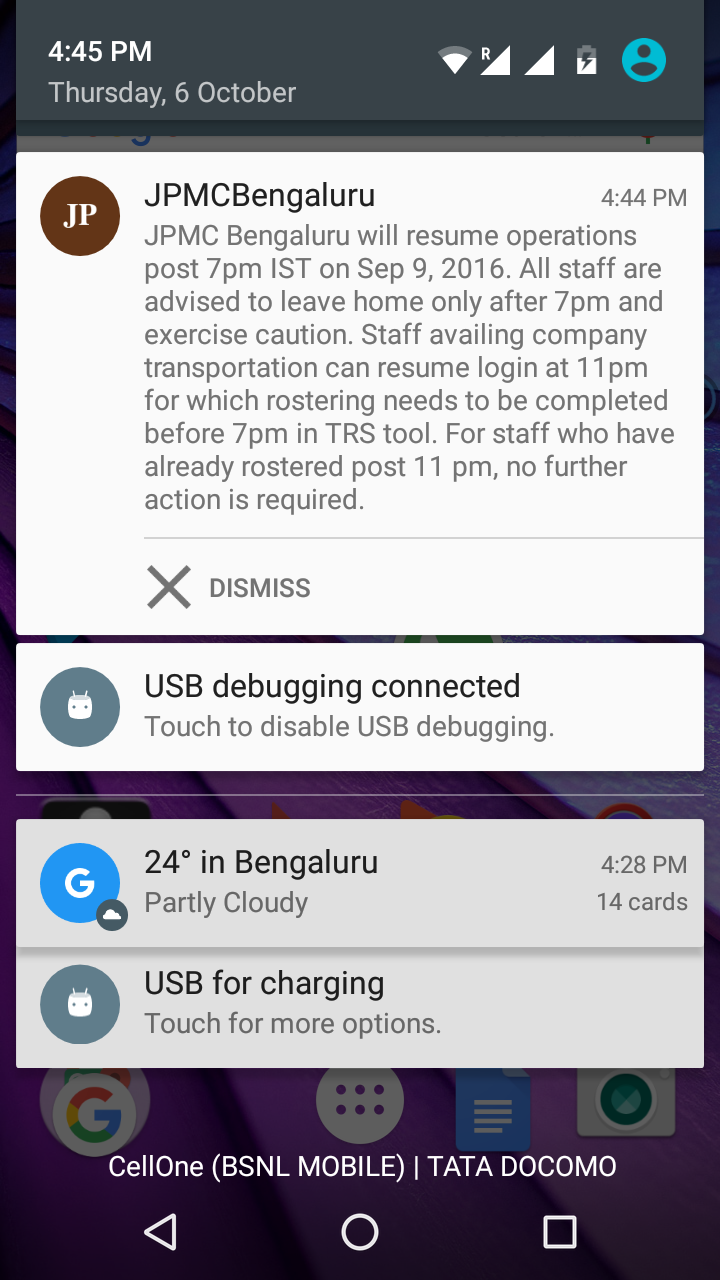 4:45 PM
R
Thursday, 6 October
JP
JPMCBengaluru
4:44 PM
JPMC Bengaluru will resume operations
post 7pm IST on Sep 9, 2016. All staff are
advised to leave home only after 7pm and
exercise caution. Staff availing company
transportation can resume login at 11pm
for which rostering needs to be completed
before 7pm in TRS tool. For staff who have
already rostered post 11 pm, no further
action is required.
DISMISS
USB debugging connected
Touch to disable USB debugging.
G
24° in Bengaluru
4:28 PM
Partly Cloudy
14 cards
USB for charging
Touch for more options.
G
CellOne (BSNL MOBILE) | TATA DOCOMO